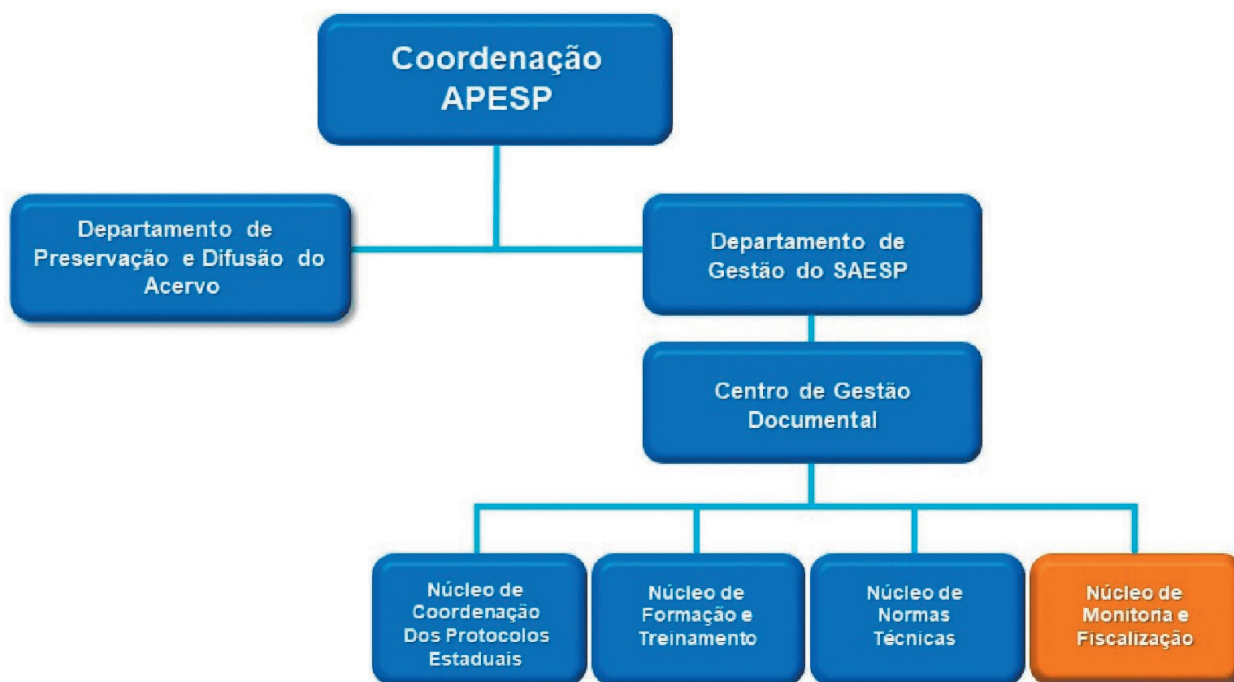 Coordenação
APESP
Departamento de
Preservação e Difusão do
Acervo
Departamento de
Gestão do SAESP
Centro de Gestão
Documental
Núcleo de
Coordenação
Dos Protocolos
Estaduais
Núcleo de
Formação e
Treinamento
Núcleo de
Normas
Técnicas
Núcleo de
Monitoria e
Fiscalização